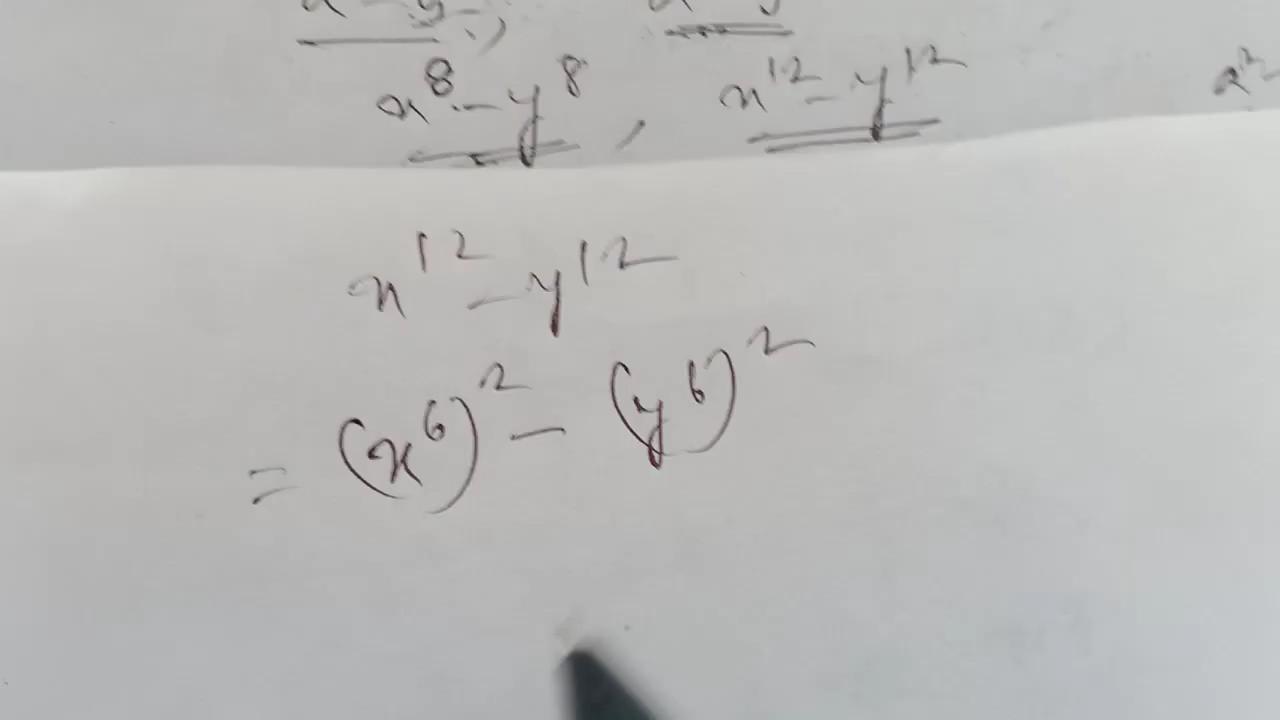 x⁸ - y⁸ , x¹² - y¹²
x¹² - y¹²
= (x⁶)² - (y⁶)²